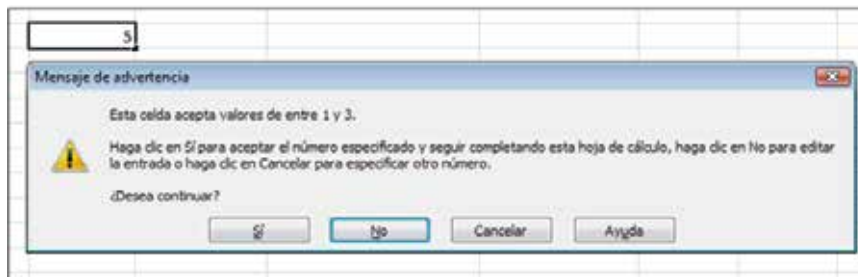 5
Mensaje de advertencia
Esta celda acepta valores de entre 1 y 3.
Haga clic en Sí para aceptar el número especificado y seguir completando esta hoja de cálculo, haga clic en No para editar
la entrada o haga clic en Cancelar para especificar otro número.
¿Desea continuar?
Sí No Cancelar Ayuda